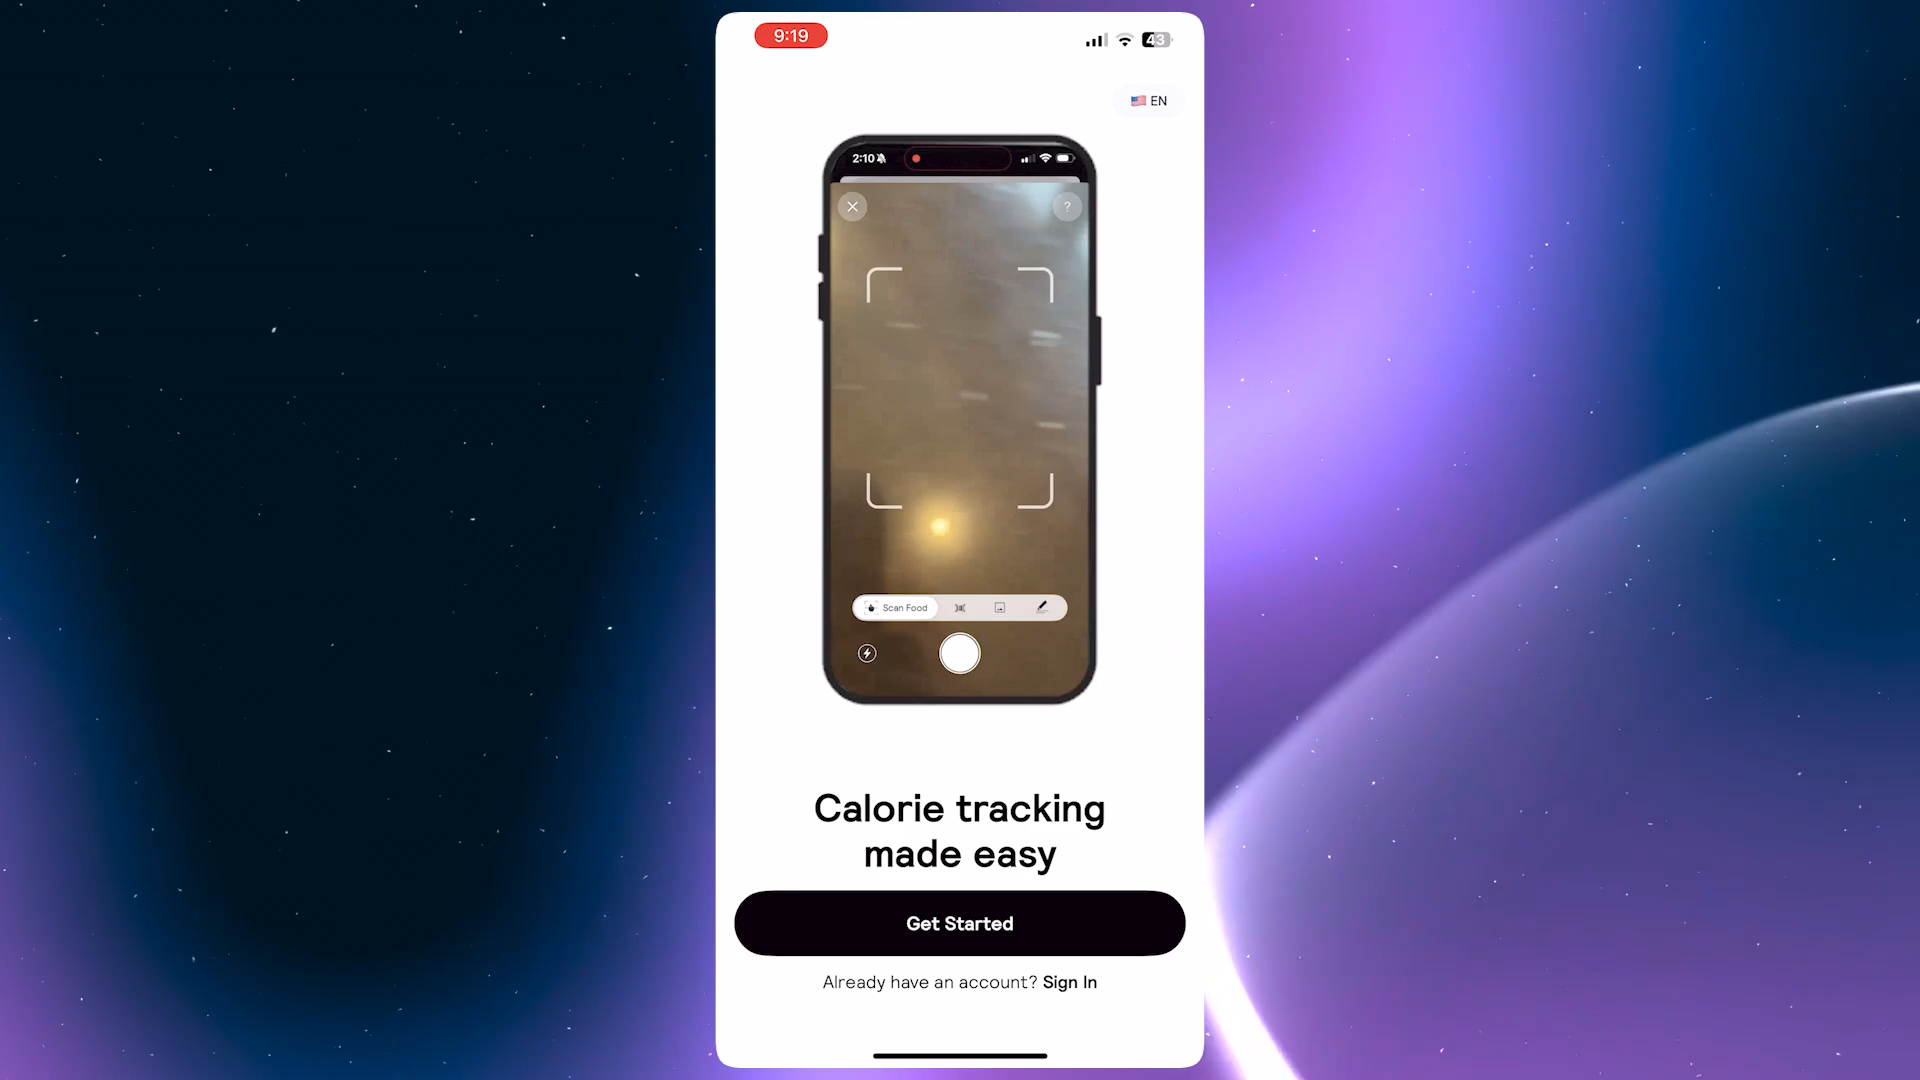 9:19
43
🇺🇸 EN
2:10
?
Scan Food
Calorie tracking
made easy
Get Started
Already have an account? Sign In